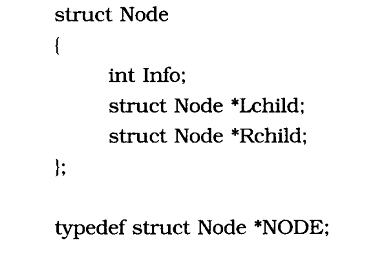 struct Node
{
int Info;
struct Node *Lchild;
struct Node *Rchild;
};
typedef struct Node *NODE;